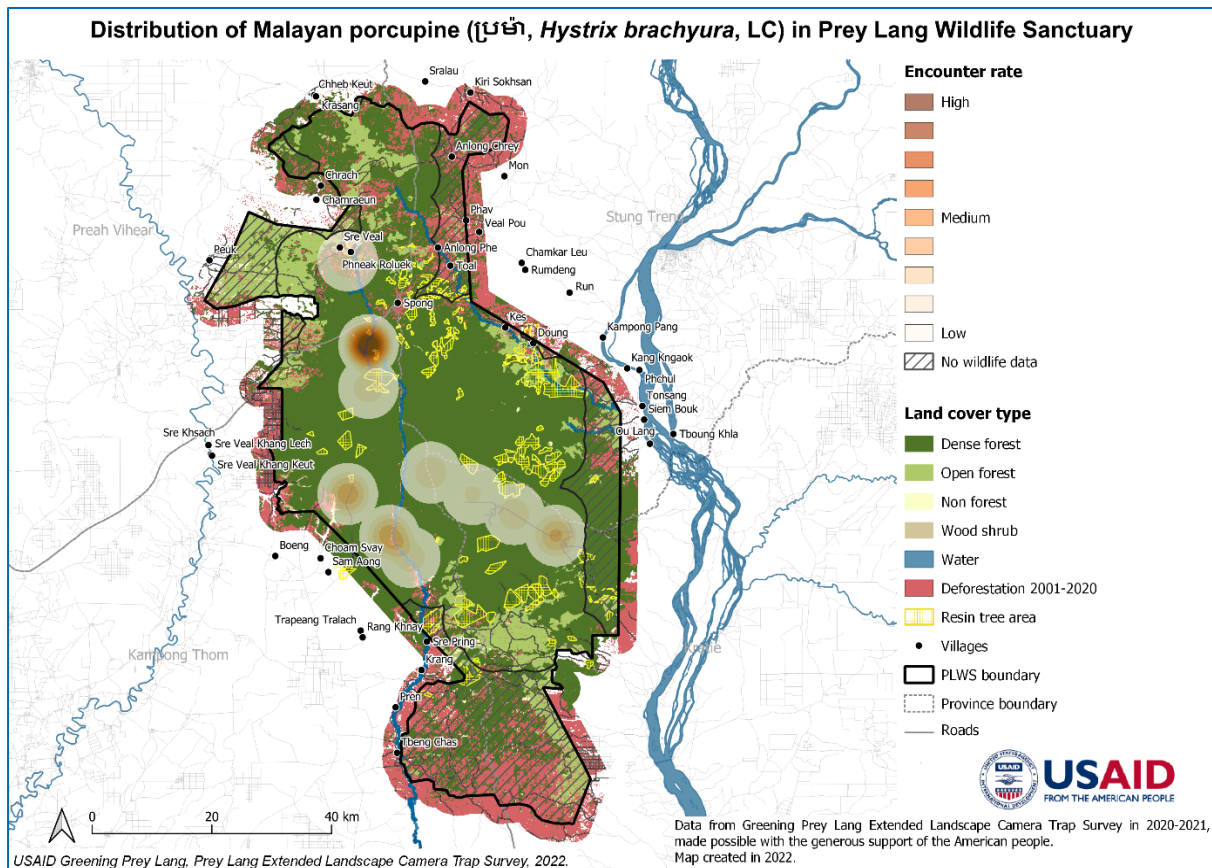 Distribution of Malayan porcupine (ប្រម៉ា, Hystrix brachyura, LC) in Prey Lang Wildlife Sanctuary
Sralau
Chheb Keut
Kiri Sokhsan
Krasang
Anlong Chrey
Mon
Chrach
Chamraeun
Phav
Stung Treng
Veal Pou
Preah Vihear
Sre Veal
Anlong Phe
Peuk
Phneak Roluek
Toal
Chamkar Leu
Rumdeng
Run
Spong
Kes
Doung
Kampong Pang
Kang Kngaok
Phchul
Tonsang
Siem Bouk
Ou Lang
Tboung Khla
Sre Khsach
Sre Veal Khang Lech
Sre Veal Khang Keut
Boeng
Choam Svay
Sam Aong
Trapeang Tralach
Rang Khnay
Sre Pring
Kratie
Kampong Thom
Krang
Pren
Tbeng Chas
0 20 40 km
USAID Greening Prey Lang, Prey Lang Extended Landscape Camera Trap Survey, 2022.
Encounter rate
High
Medium
Low
No wildlife data
Land cover type
Dense forest
Open forest
Non forest
Wood shrub
Water
Deforestation 2001-2020
Resin tree area
Villages
PLWS boundary
Province boundary
Roads
USAID
FROM THE AMERICAN PEOPLE
Data from Greening Prey Lang Extended Landscape Camera Trap Survey in 2020-2021,
made possible with the generous support of the American people.
Map created in 2022.